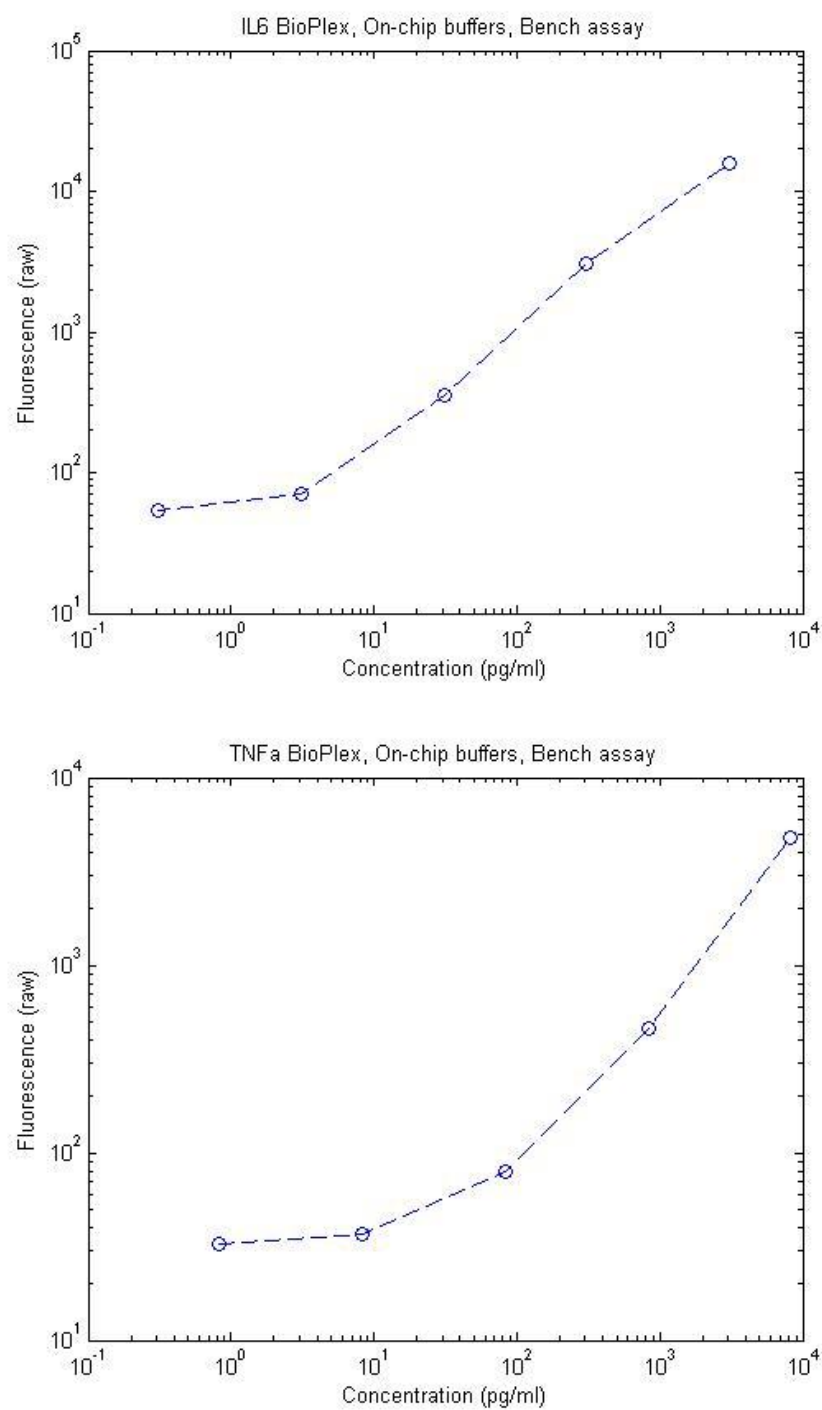 IL6 BioPlex, On-chip buffers, Bench assay
10^5
10^4
10^3
10^2
10^1
Fluorescence (raw)
10^-1 10^0 10^1 10^2 10^3 10^4
Concentration (pg/ml)
TNFa BioPlex, On-chip buffers, Bench assay
10^4
10^3
10^2
10^1
Fluorescence (raw)
10^-1 10^0 10^1 10^2 10^3 10^4
Concentration (pg/ml)